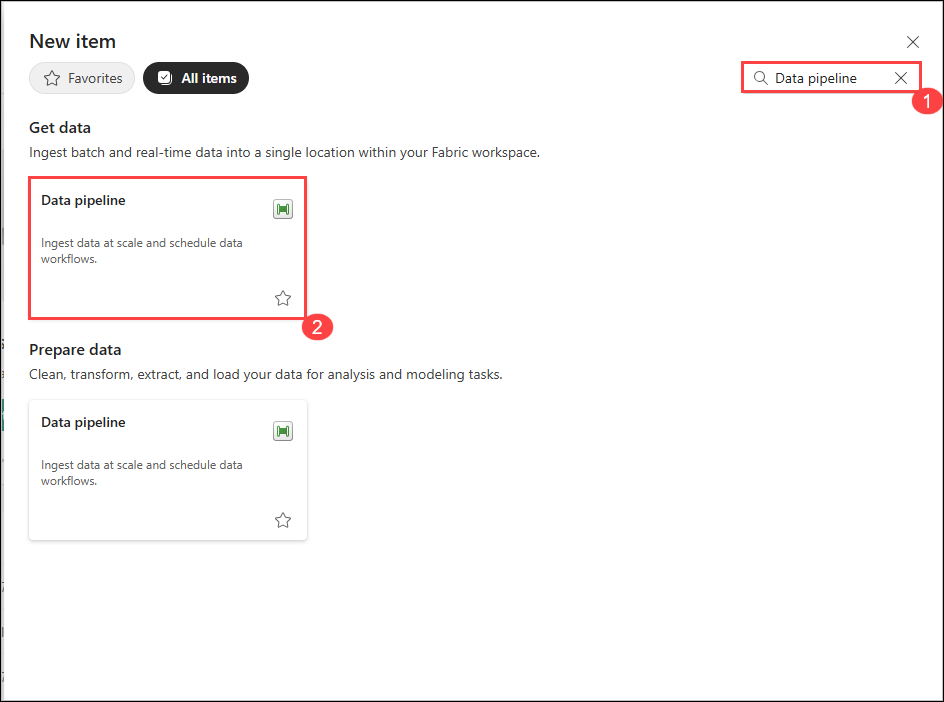 New item
Favorites
All items
Data pipeline
1
Get data
Ingest batch and real-time data into a single location within your Fabric workspace.
Data pipeline
Ingest data at scale and schedule data
workflows.
2
Prepare data
Clean, transform, extract, and load your data for analysis and modeling tasks.
Data pipeline
Ingest data at scale and schedule data
workflows.